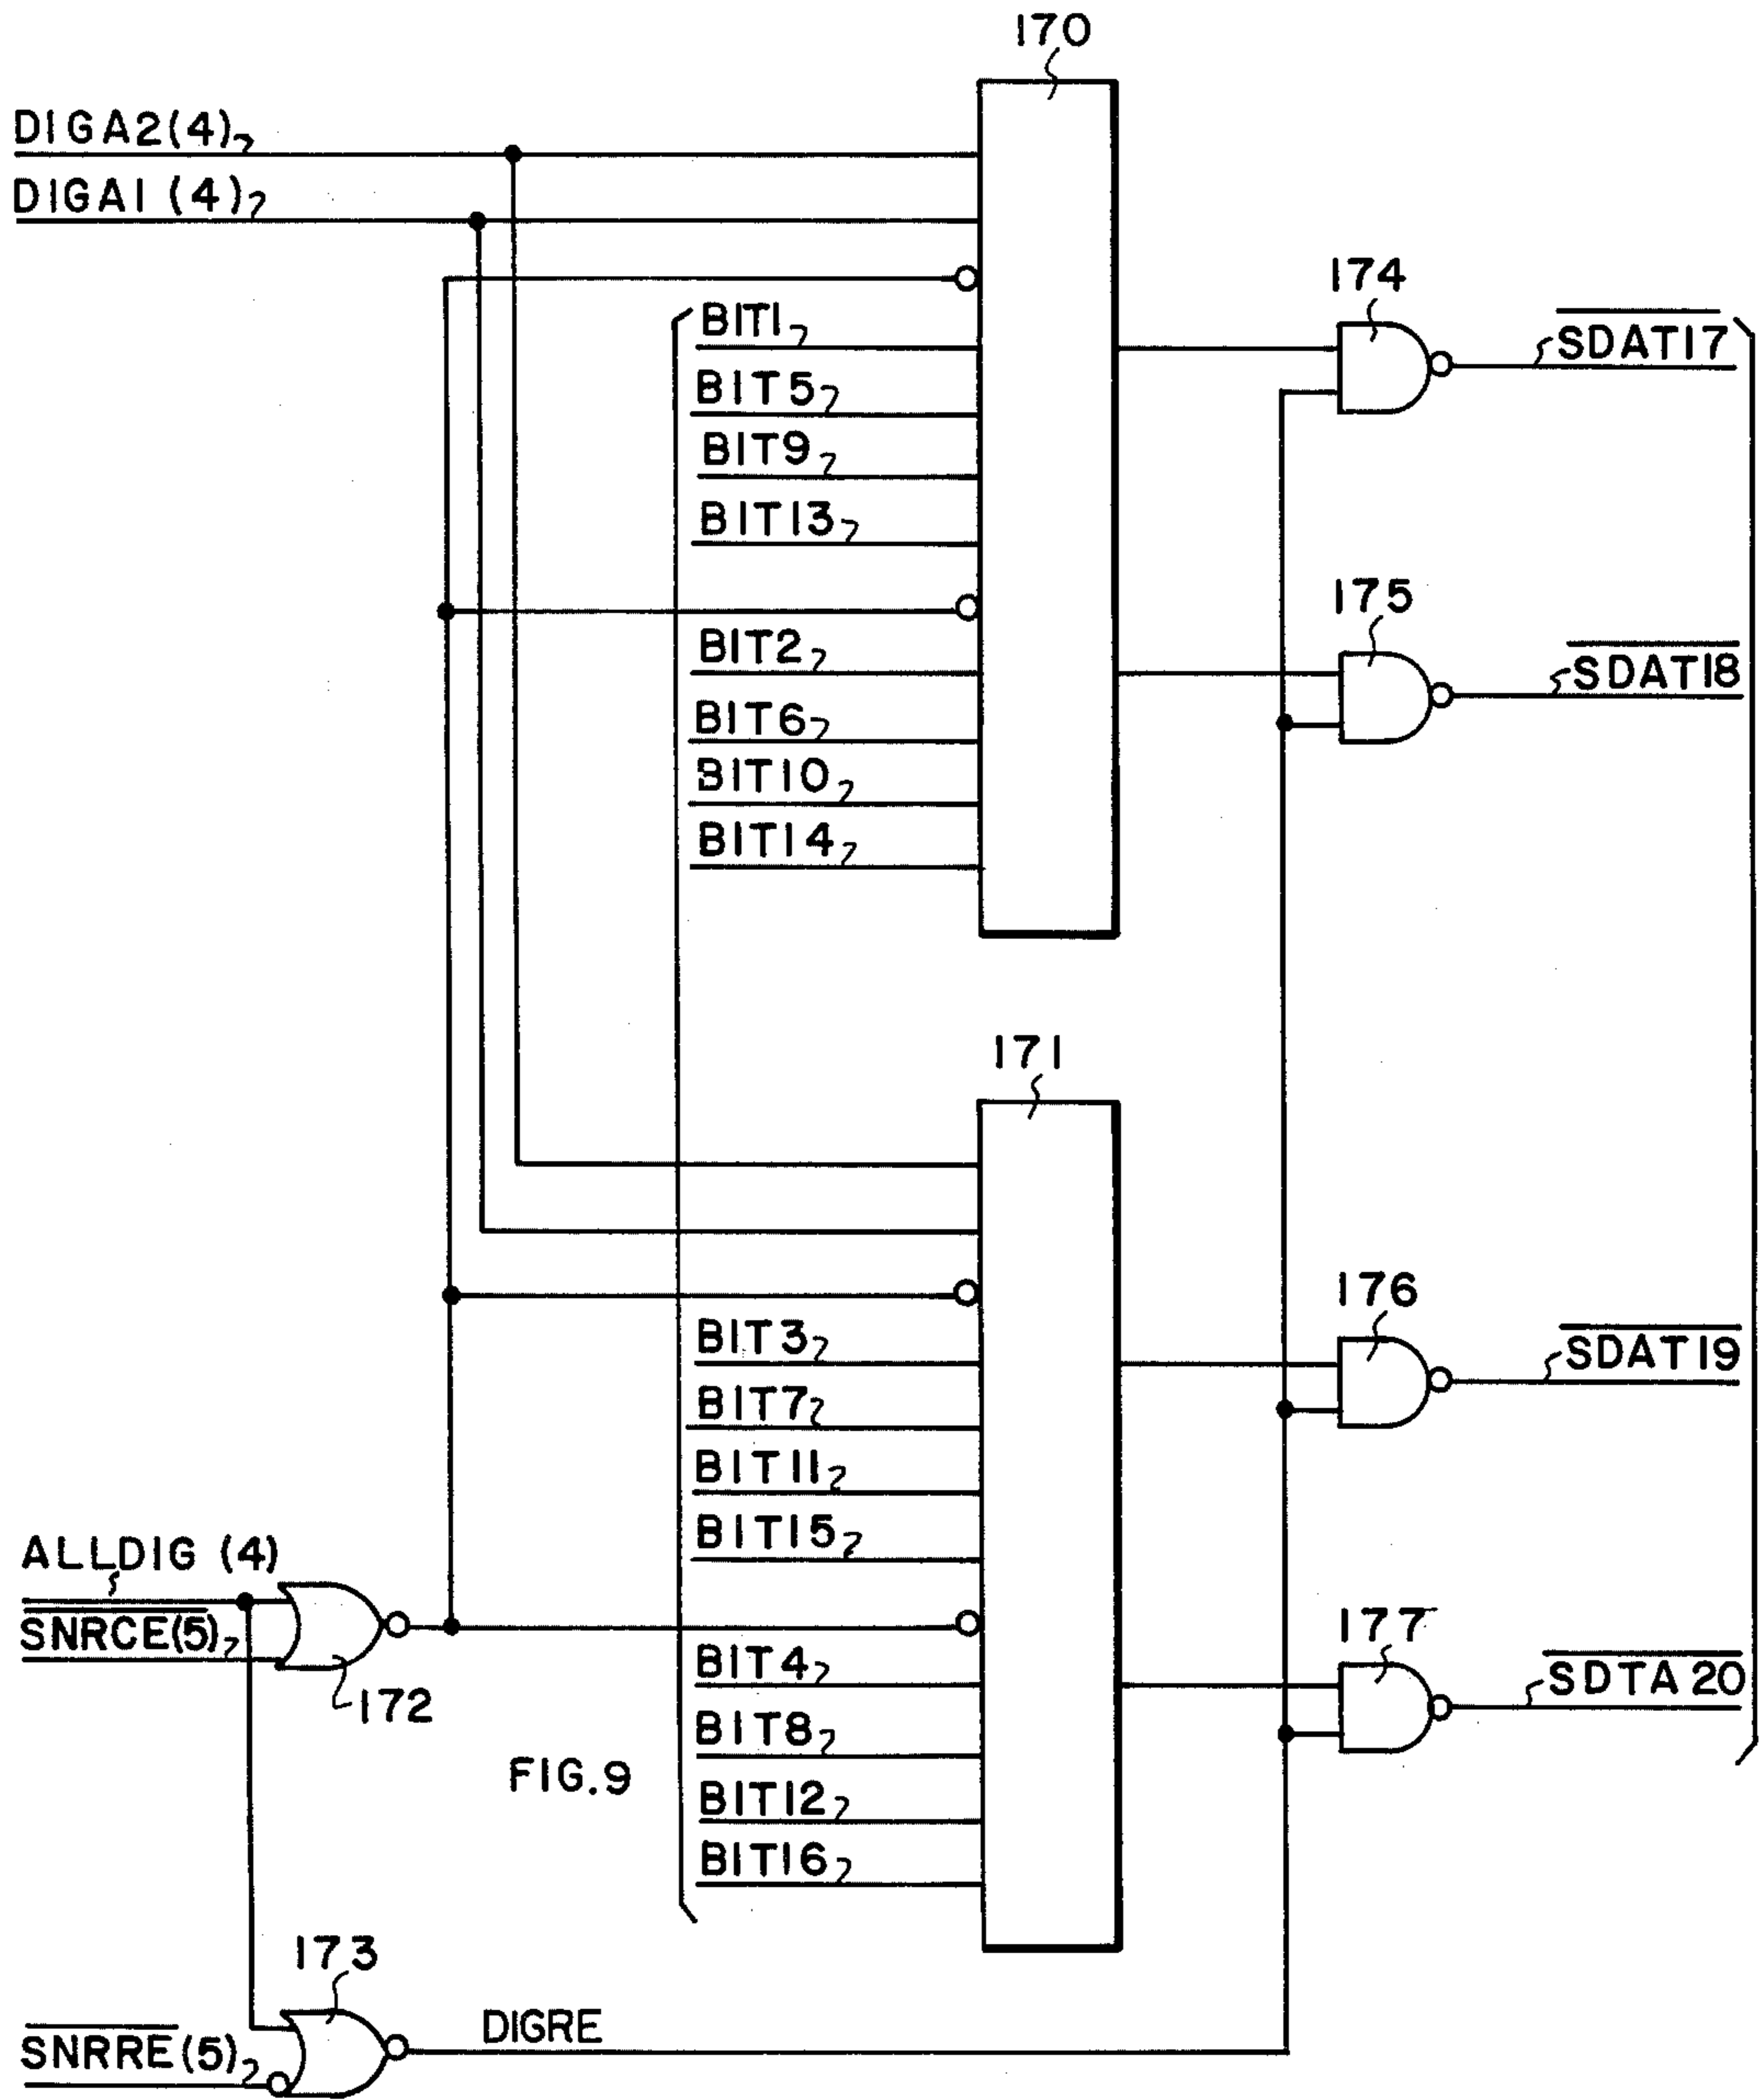 170
DIGA2(4)
DIGA1 (4)
174
BIT1
SDAT17
BIT5
BIT9
BIT13
175
BIT2
SDAT18
BIT6
BIT10
BIT14
171
176
BIT3
SDAT19
BIT7
BIT11
BIT15
ALLDIG (4)
SNRCE(5)
177
BIT4
SDTA 20
172
BIT8
FIG.9
BIT12
BIT16
173
DIGRE
SNRRE(5)